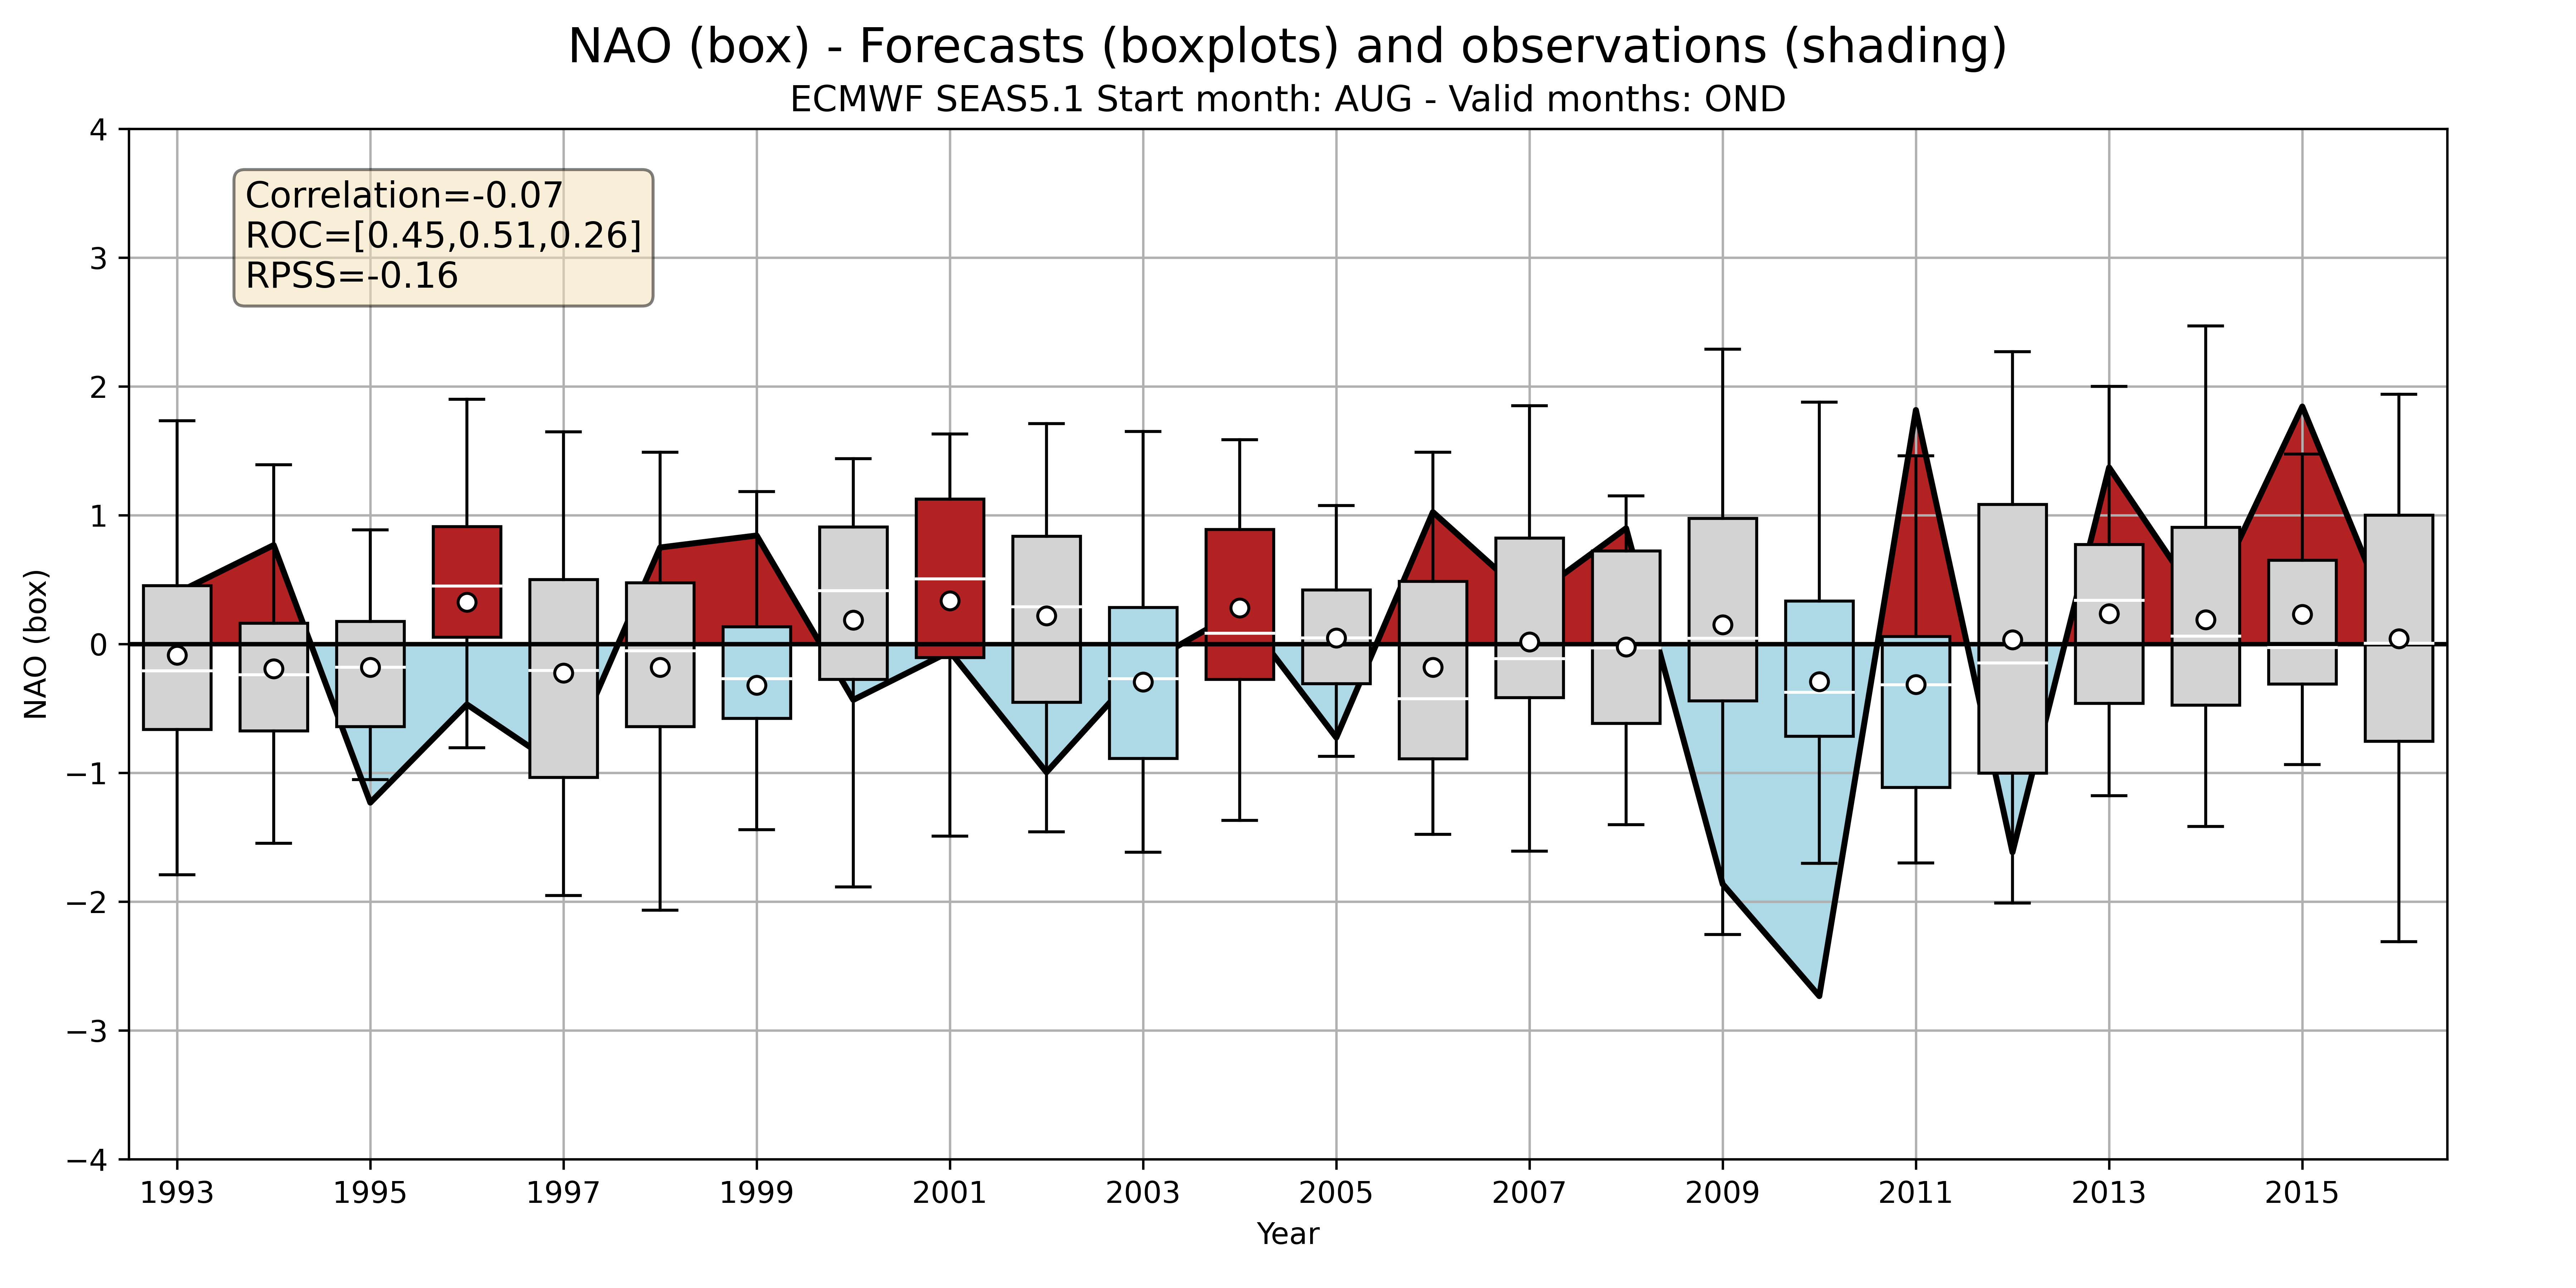 NAO (box) - Forecasts (boxplots) and observations (shading)
ECMWF SEAS5.1 Start month: AUG - Valid months: OND
Correlation=-0.07
ROC=[0.45,0.51,0.26]
RPSS=-0.16
NAO (box)
4
3
2
1
0
−1
−2
−3
−4
1993 1995 1997 1999 2001 2003 2005 2007 2009 2011 2013 2015
Year